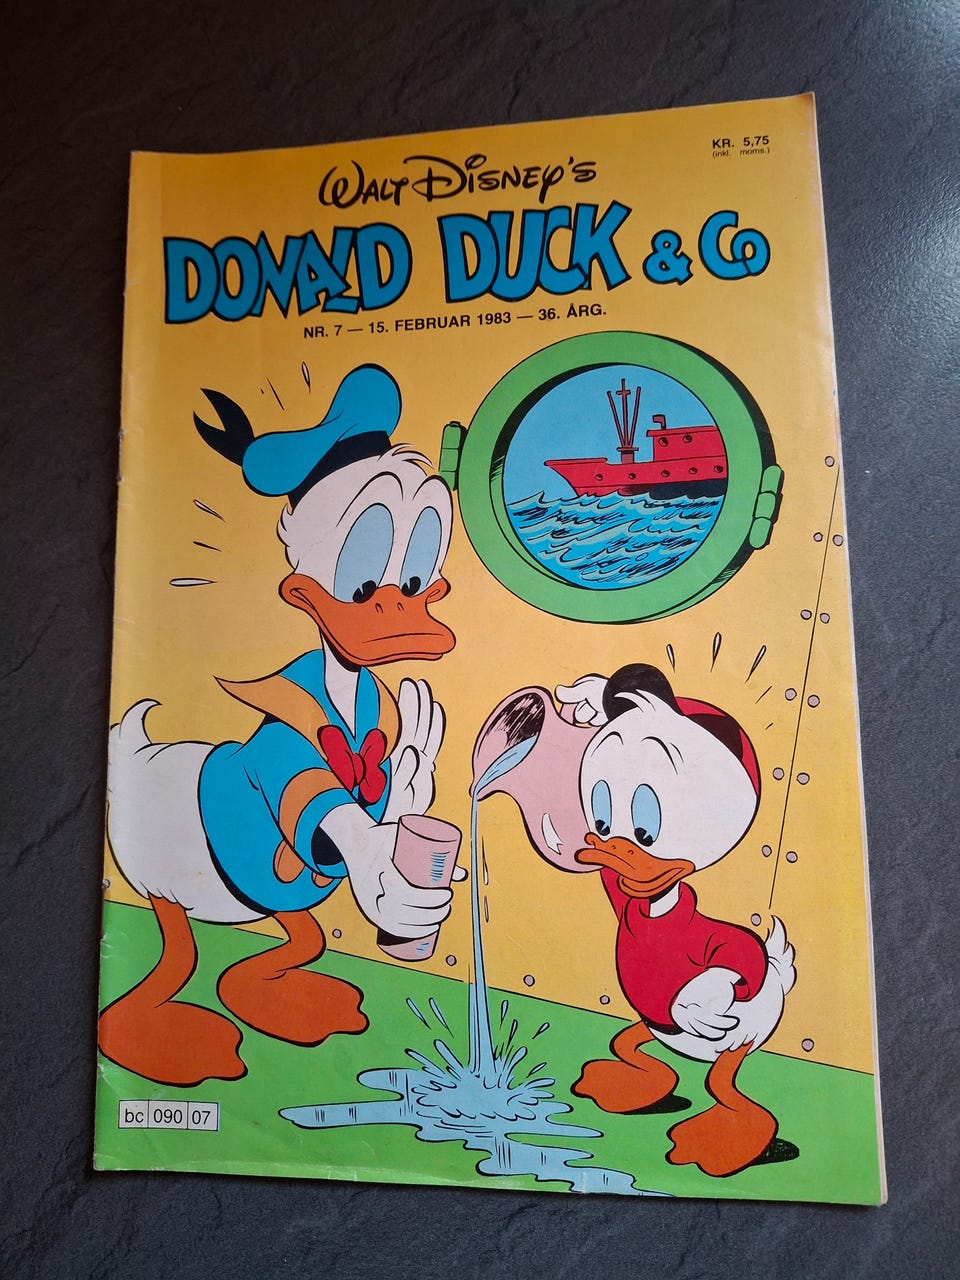 KR. 5,75
(inkl. moms.)
WALT DISNEY'S
DONALD DUCK & CO
NR. 7 — 15. FEBRUAR 1983 — 36. ÅRG.
bc 090 07